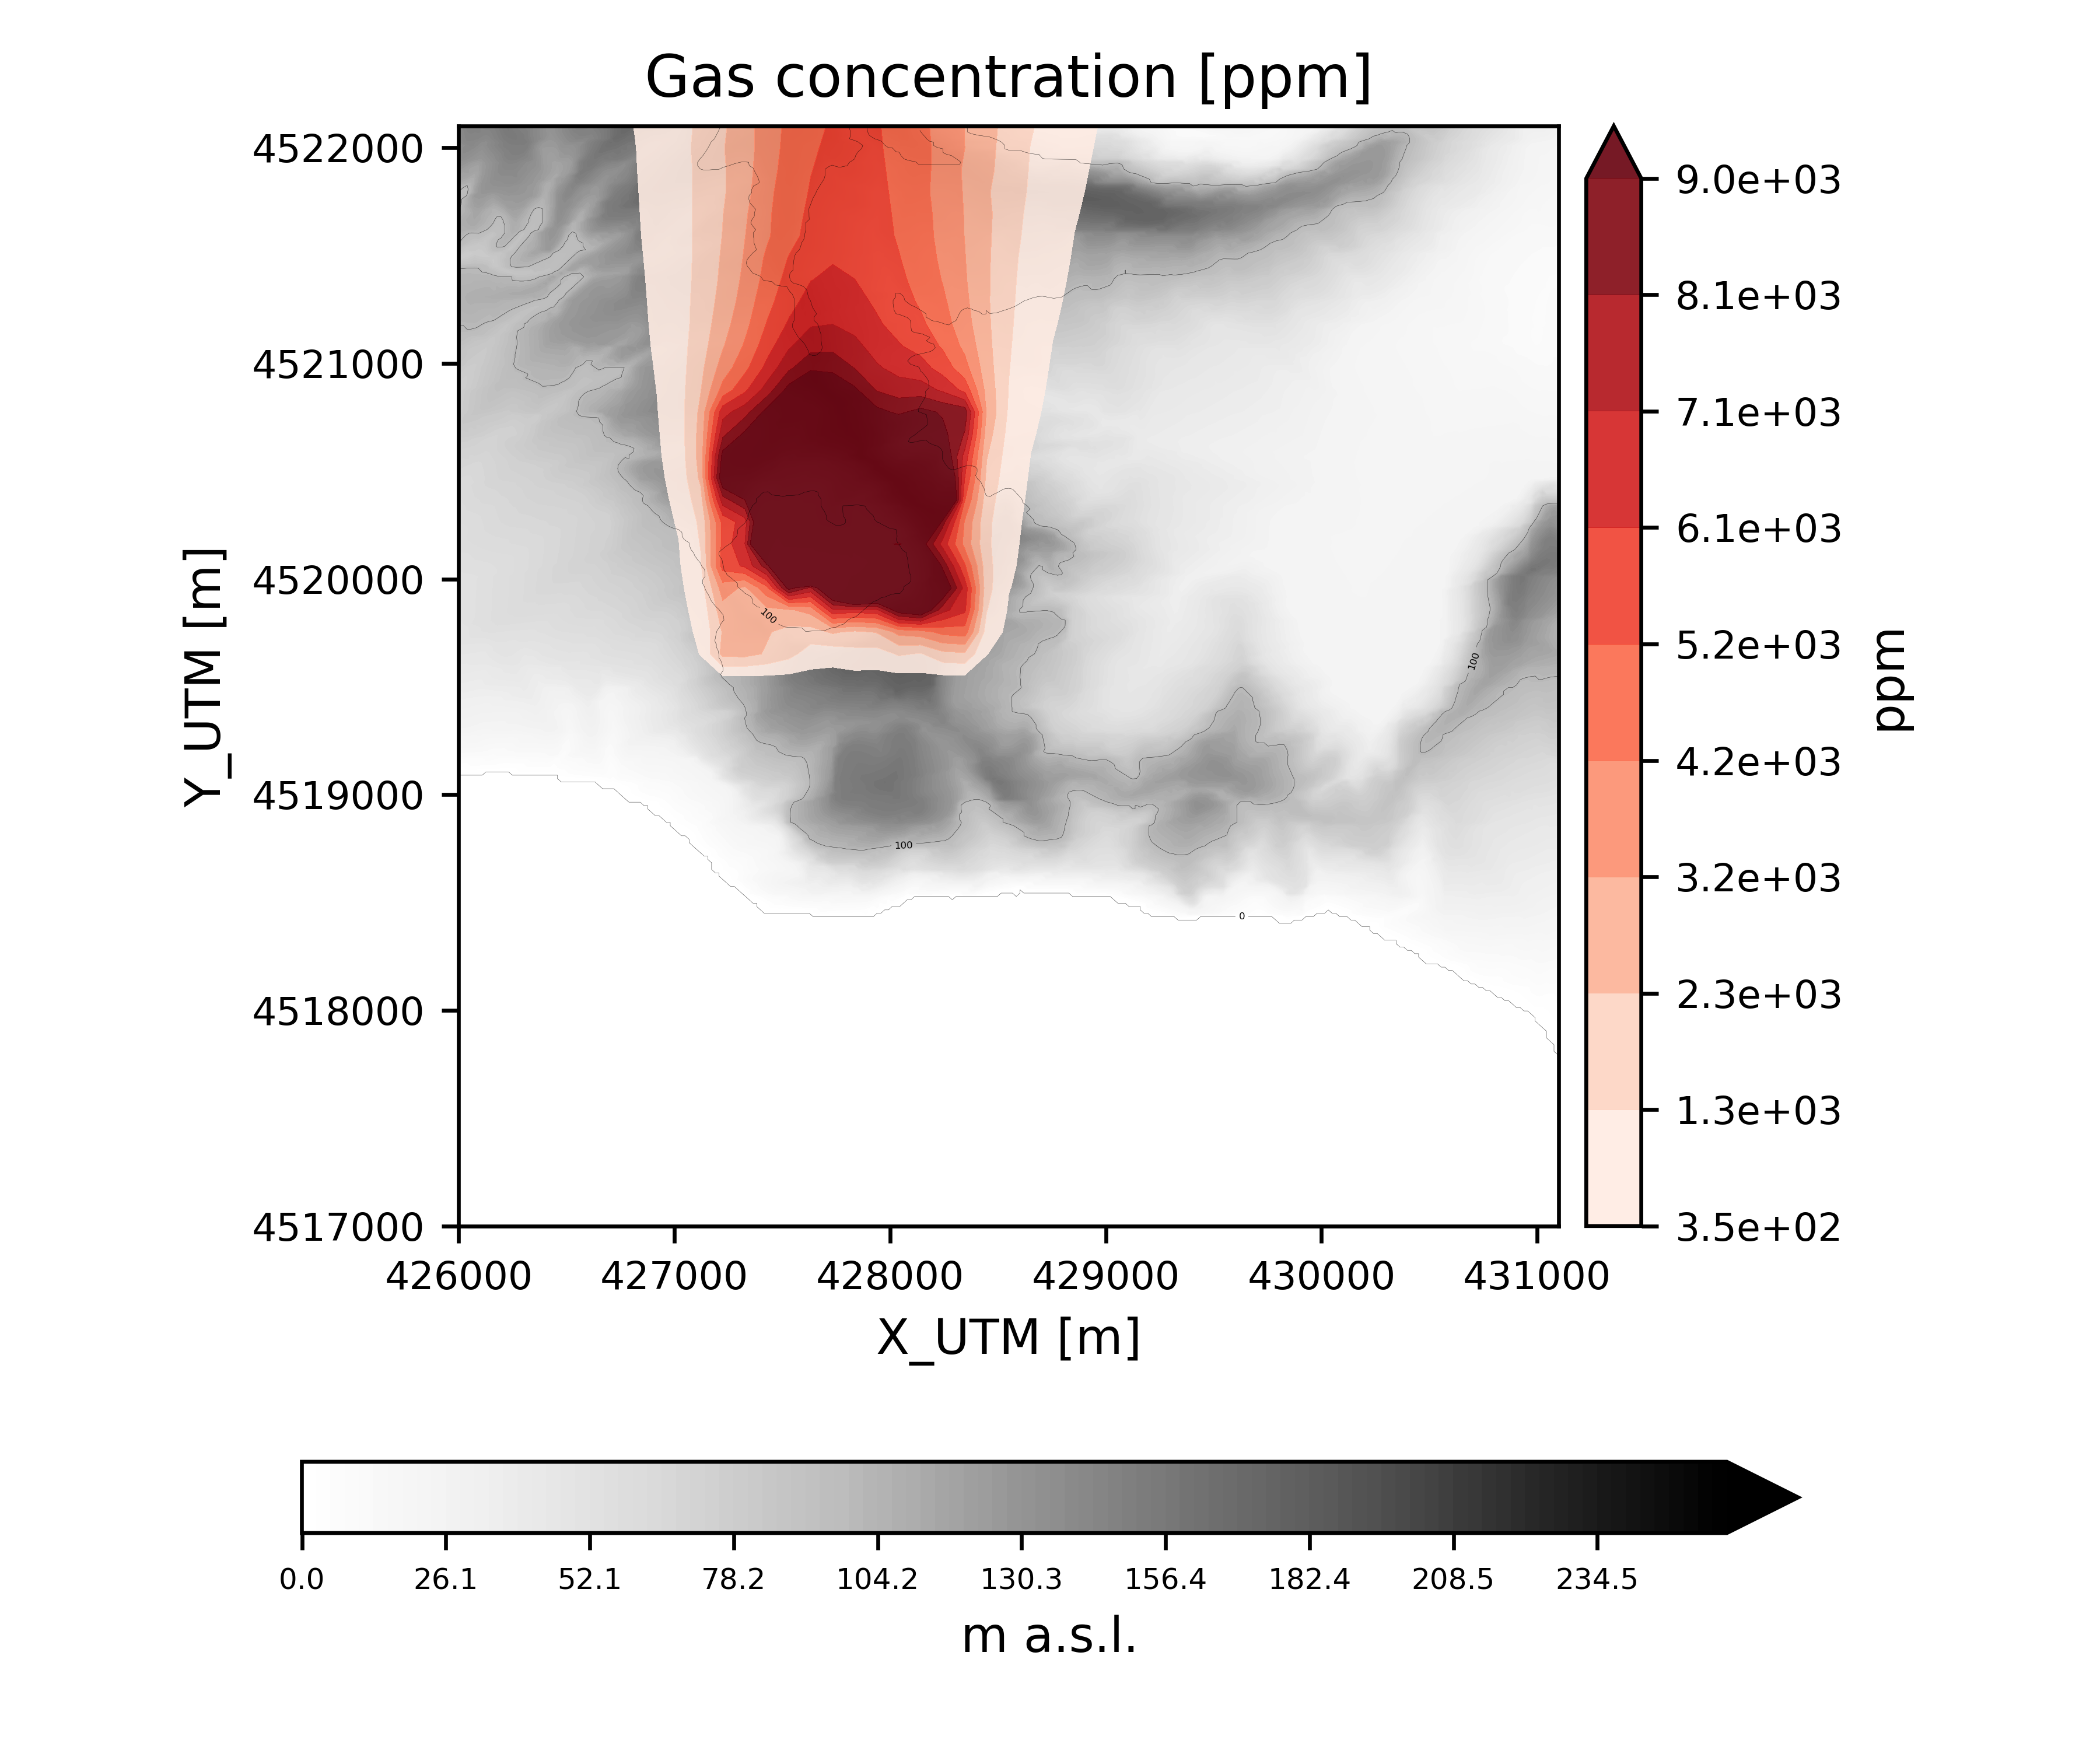 Gas concentration [ppm]
4522000
4521000
4520000
4519000
4518000
4517000
Y_UTM [m]
426000 427000 428000 429000 430000 431000
X_UTM [m]
100
100
100
0
9.0e+03
8.1e+03
7.1e+03
6.1e+03
5.2e+03
4.2e+03
3.2e+03
2.3e+03
1.3e+03
3.5e+02
ppm
0.0 26.1 52.1 78.2 104.2 130.3 156.4 182.4 208.5 234.5
m a.s.l.